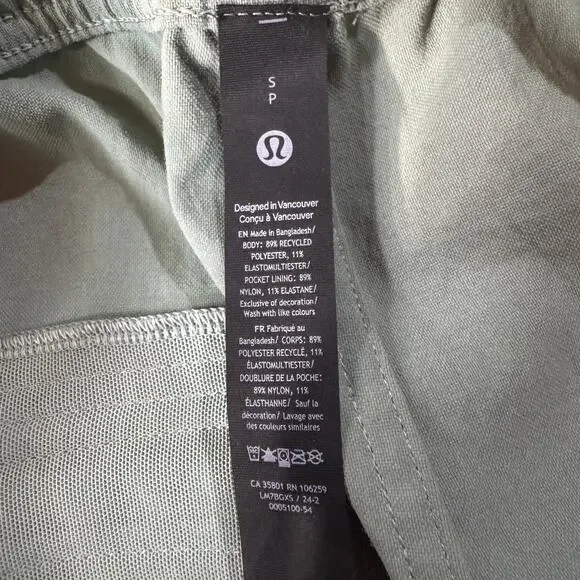 S
P
Designed in Vancouver
Conçu à Vancouver
EN Made in Bangladesh/
BODY: 89% RECYCLED
POLYESTER, 11%
ELASTOMULTIESTER/
POCKET LINING: 89%
NYLON, 11% ELASTANE/
Exclusive of decoration/
Wash with like colours
FR Fabriqué au
Bangladesh/ CORPS: 89%
POLYESTER RECYCLÉ, 11%
ÉLASTOMULTIESTER/
DOUBLURE DE LA POCHE:
89% NYLON, 11%
ÉLASTHANNE/ Sauf la
décoration/ Lavage avec
des couleurs similaires
CA 35801 RN 106259
LM7BGXS / 24-2
0005100-54